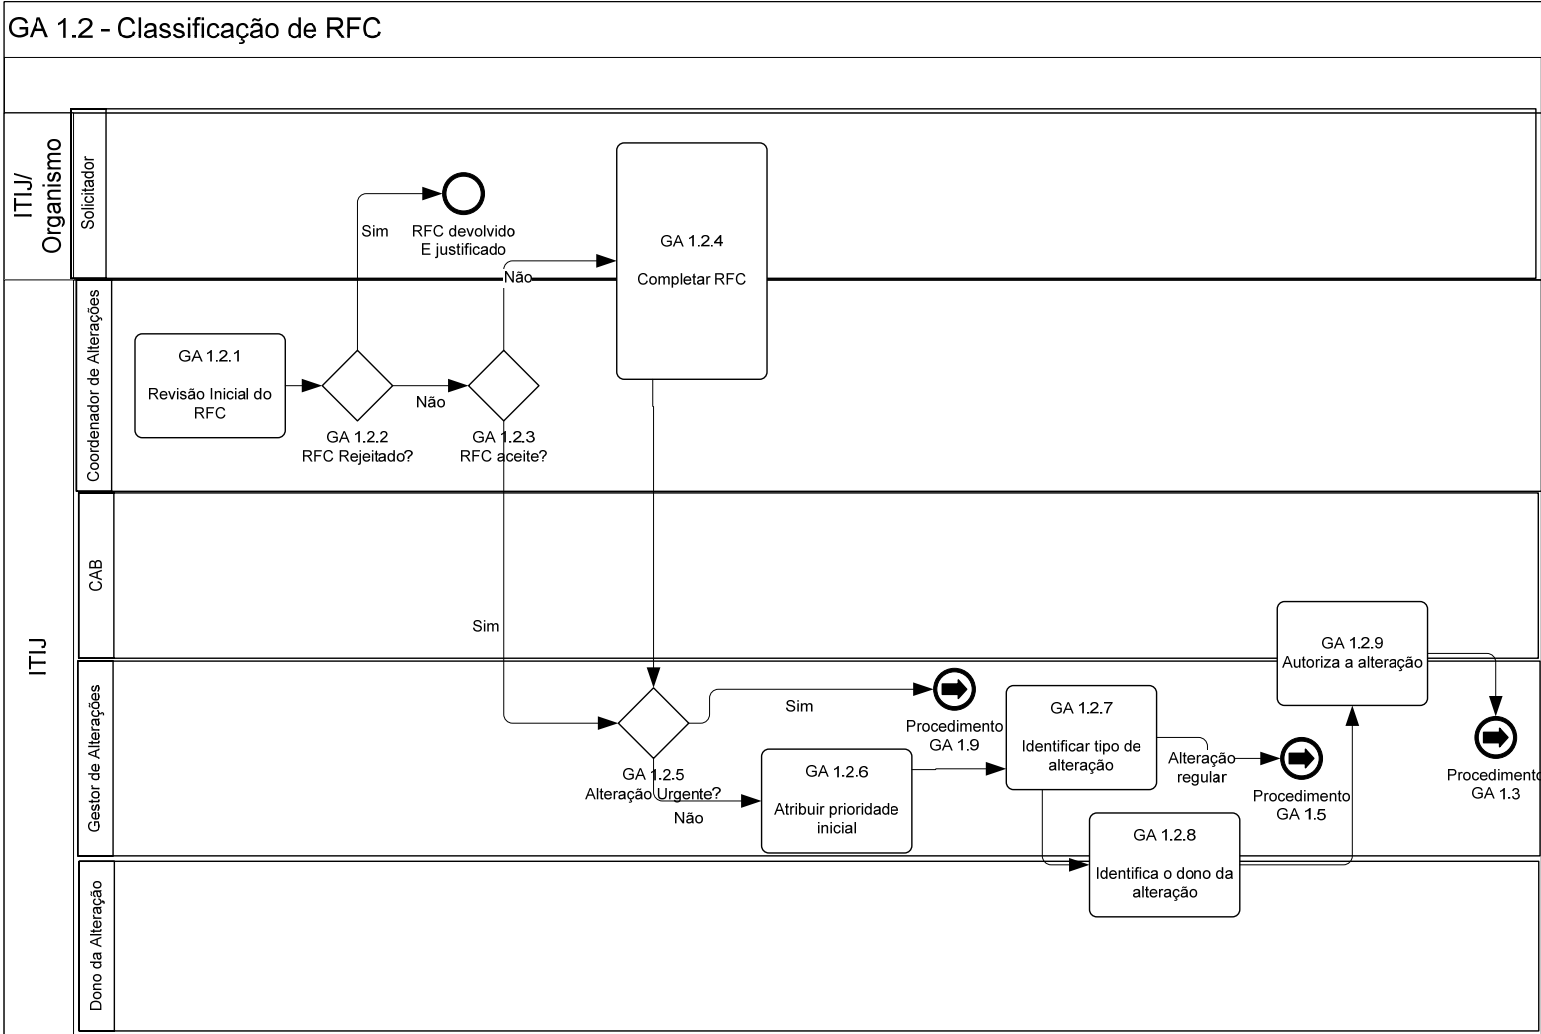 GA 1.2 - Classificação de RFC
ITIJ/
Organismo
Solicitador
Sim
RFC devolvido
E justificado
Não
GA 1.2.4
Completar RFC
Coordenador de Alterações
GA 1.2.1
Revisão Inicial do
RFC
Não
GA 1.2.2
RFC Rejeitado?
GA 1.2.3
RFC aceite?
ITIJ
CAB
Sim
GA 1.2.9
Autoriza a alteração
Gestor de Alterações
GA 1.2.5
Alteração Urgente?
Sim
Não
Procedimento
GA 1.9
GA 1.2.6
Atribuir prioridade
inicial
GA 1.2.7
Identificar tipo de
alteração
Alteração
regular
Procedimento
GA 1.5
Procedimento
GA 1.3
GA 1.2.8
Identifica o dono da
alteração
Dono da Alteração